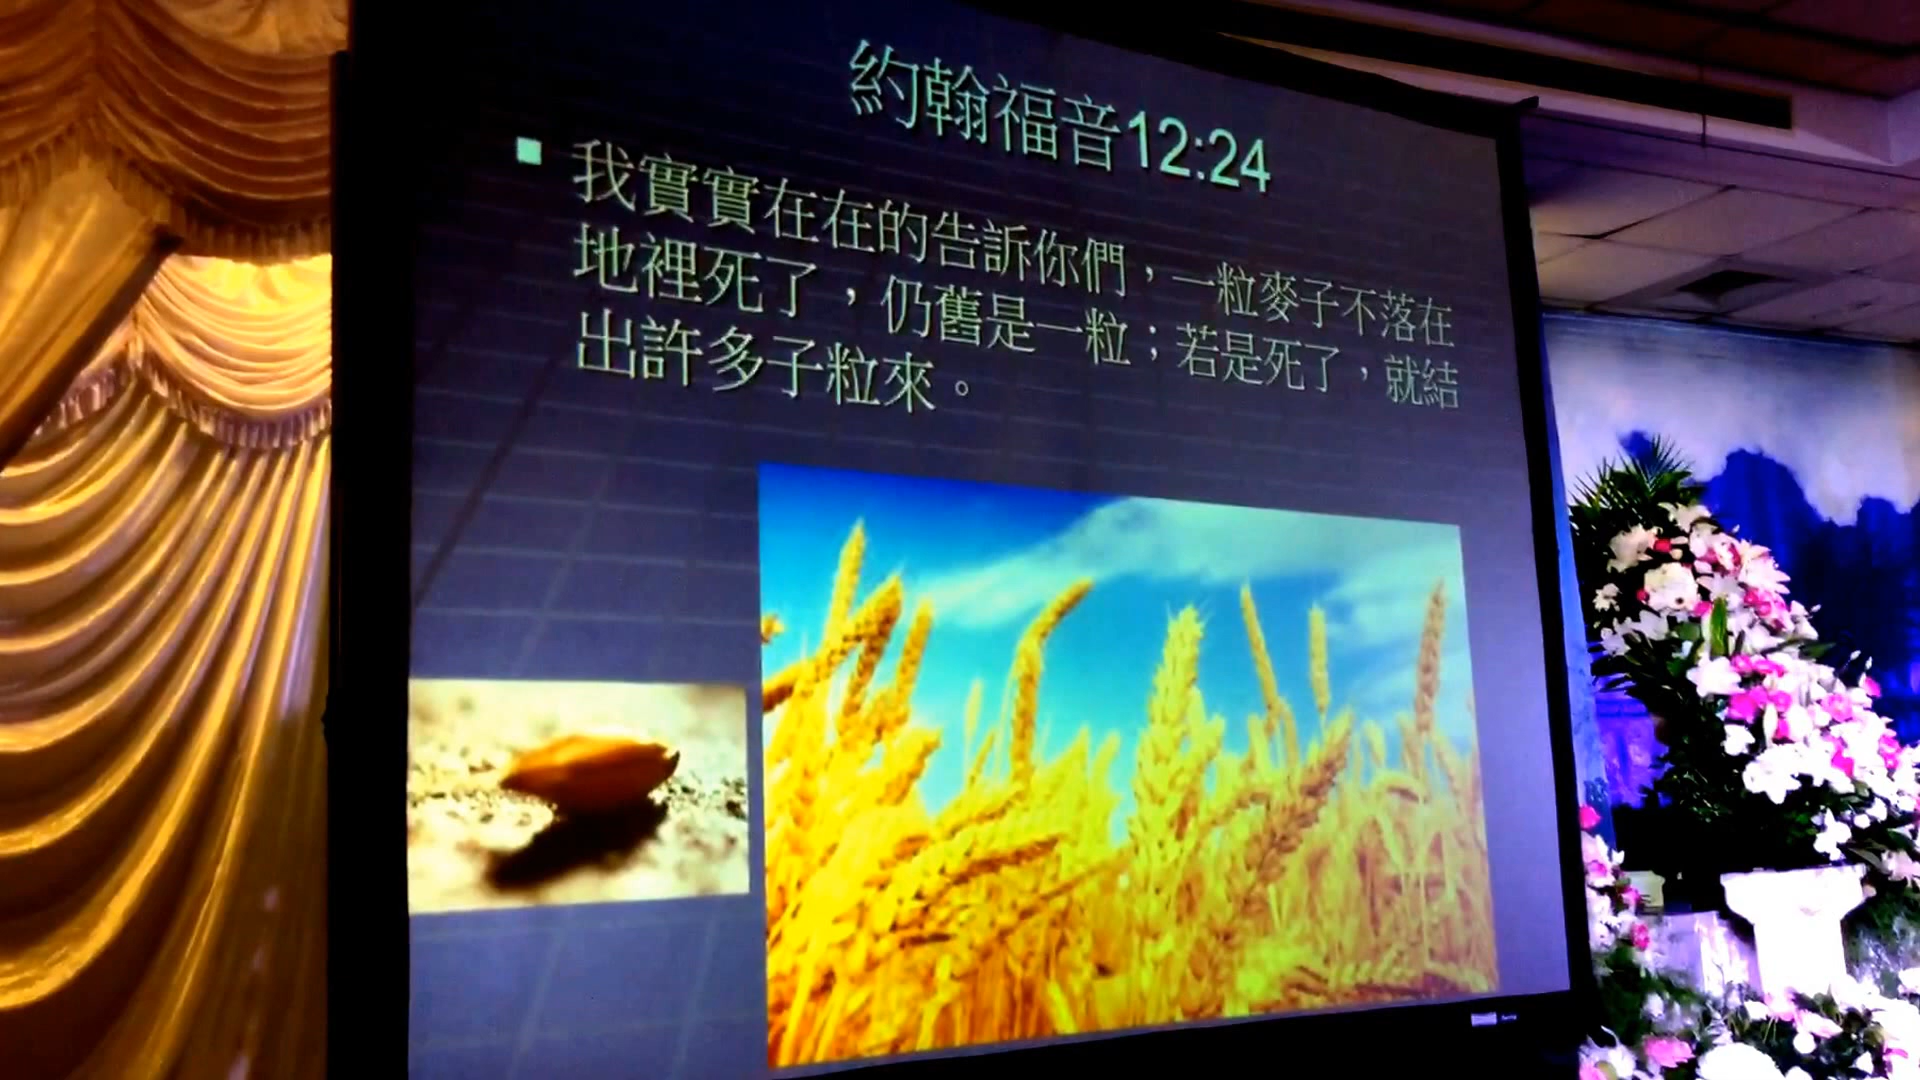 約翰福音12:24
我實實在在的告訴你們，一粒麥子不落在
地裡死了，仍舊是一粒；若是死了，就結
出許多子粒來。